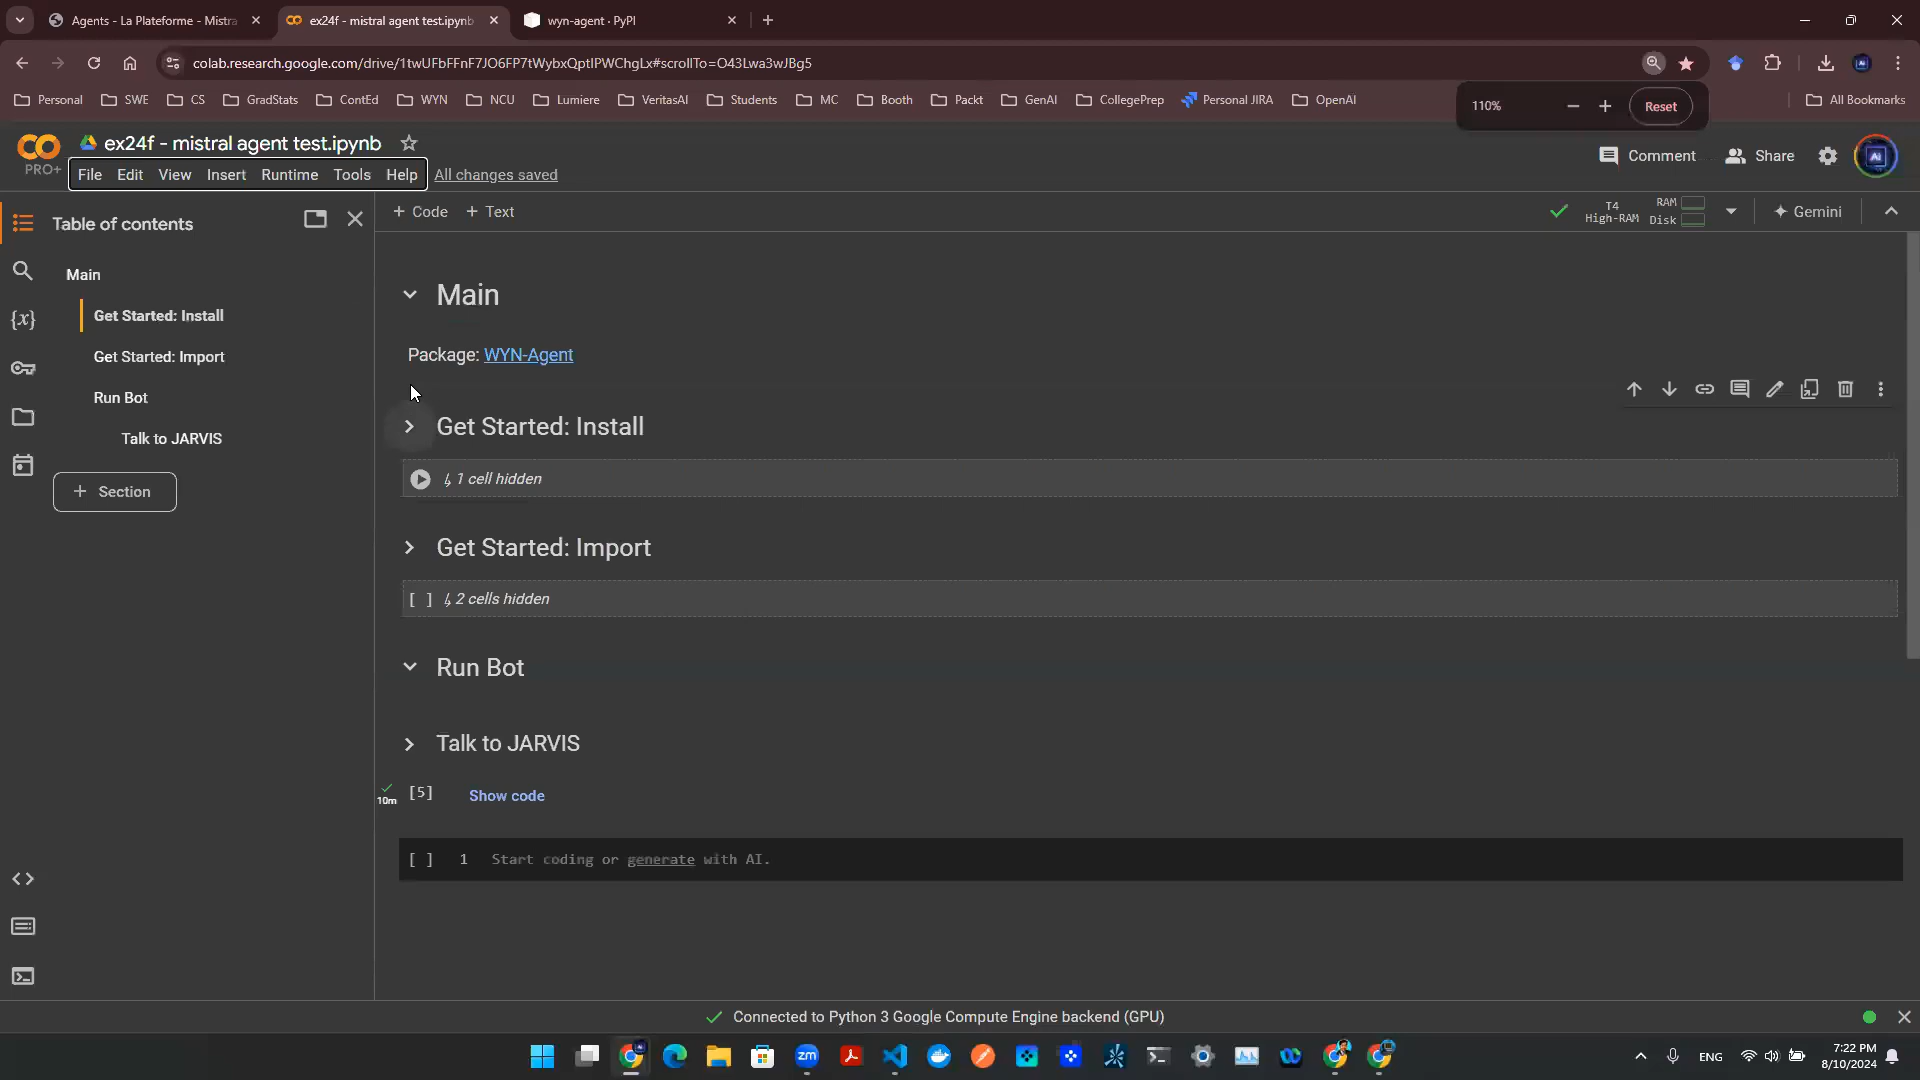 Agents - La Plateforme - Mistra
ex24f - mistral agent test.ipynb
wyn-agent · PyPI
colab.research.google.com/drive/1twUFbFFnF7JO6FP7tWybxQptIPWChgLx#scrollTo=O43Lwa3wJBg5
Personal
SWE
CS
GradStats
ContEd
WYN
NCU
Lumiere
VeritasAI
Students
MC
Booth
Packt
GenAI
CollegePrep
Personal JIRA
OpenAI
All Bookmarks
110%
Reset
PRO+
ex24f - mistral agent test.ipynb
File Edit View Insert Runtime Tools Help
All changes saved
Comment
Share
Table of contents
Main
Get Started: Install
Get Started: Import
Run Bot
Talk to JARVIS
+ Section
+ Code + Text
T4
High-RAM
RAM
Disk
Gemini
Main
Package: WYN-Agent
Get Started: Install
1 cell hidden
Get Started: Import
[ ] 2 cells hidden
Run Bot
Talk to JARVIS
10m
[5] Show code
[ ] 1 Start coding or generate with AI.
Connected to Python 3 Google Compute Engine backend (GPU)
zm
ENG
7:22 PM
8/10/2024